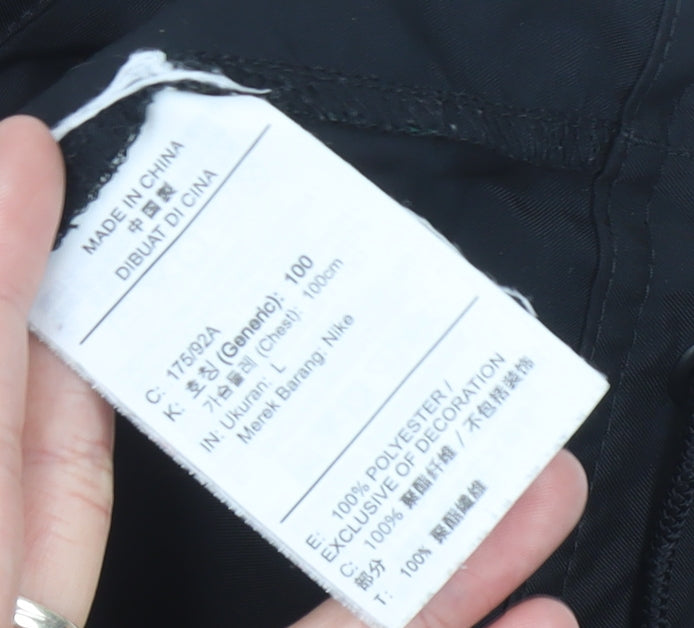 MADE IN CHINA
中国製
DIBUAT DI CINA
C: 175/92A
K: 호칭 (Generic): 100
가슴둘레 (Chest): 100cm
IN: Ukuran: L
Merek Barang: Nike
E: 100% POLYESTER /
EXCLUSIVE OF DECORATION
C: 100% 聚酯纤维 / 不包括装饰
部分
T: 100% 聚酯纖維